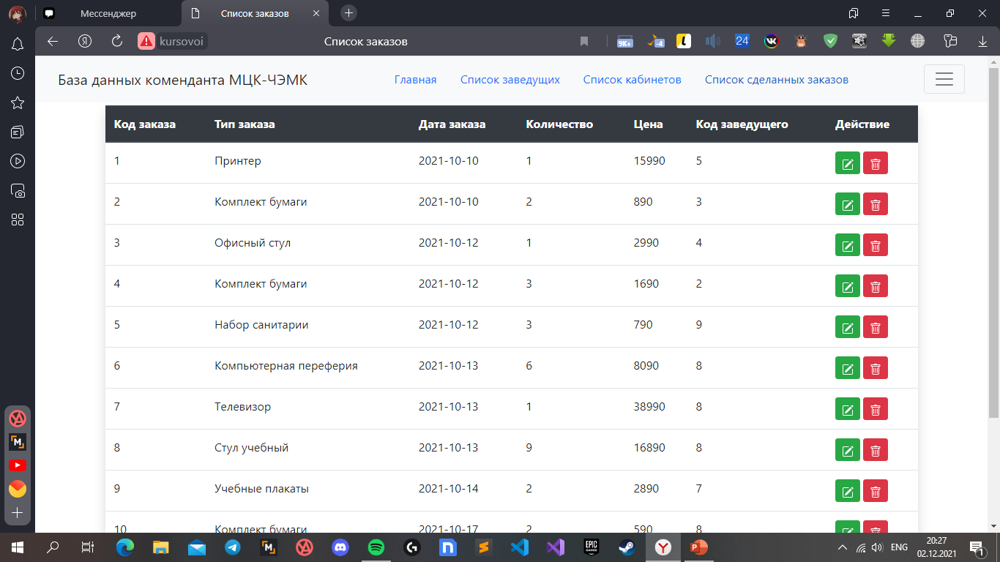 Мессенджер
Список заказов
kursovoi
Список заказов
9K+
-4
L
24
База данных коменданта МЦК-ЧЭМК
Главная
Список заведущих
Список кабинетов
Список сделанных заказов
Код заказа Тип заказа Дата заказа Количество Цена Код заведущего Действие
1 Принтер 2021-10-10 1 15990 5
2 Комплект бумаги 2021-10-10 2 890 3
3 Офисный стул 2021-10-12 1 2990 4
4 Комплект бумаги 2021-10-12 3 1690 2
5 Набор санитарии 2021-10-12 3 790 9
6 Компьютерная переферия 2021-10-13 6 8090 8
7 Телевизор 2021-10-13 1 38990 8
8 Стул учебный 2021-10-13 9 16890 8
9 Учебные плакаты 2021-10-14 2 2890 7
10 Комплект бумаги 2021-10-17 2 590 8
ENG
20:27
02.12.2021
1